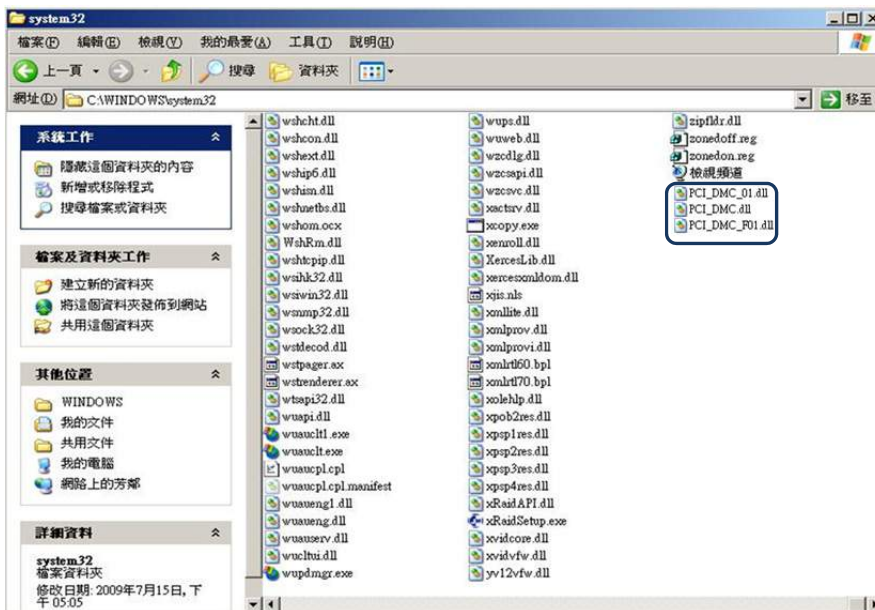 system32
檔案(F) 編輯(E) 檢視(V) 我的最愛(A) 工具(T) 說明(H)
上一頁 搜尋 資料夾
網址(D) C:\WINDOWS\system32 移至
系統工作
隱藏這個資料夾的內容
新增或移除程式
搜尋檔案或資料夾
檔案及資料夾工作
建立新的資料夾
將這個資料夾發佈到網站
共用這個資料夾
其他位置
WINDOWS
我的文件
共用文件
我的電腦
網路上的芳鄰
詳細資料
system32
檔案資料夾
修改日期: 2009年7月15日, 下
午 05:05
wshcht.dll
wshcon.dll
wshext.dll
wship6.dll
wshisn.dll
wshnetbs.dll
wshom.ocx
WshRm.dll
wshtcpip.dll
wsihk32.dll
wsiwin32.dll
wsnmp32.dll
wsock32.dll
wstdecod.dll
wstpager.ax
wstrenderer.ax
wtsapi32.dll
wuapi.dll
wuauclt1.exe
wuauclt.exe
wuaucpl.cpl
wuaucpl.cpl.manifest
wuaueng1.dll
wuaueng.dll
wuauserv.dll
wucltui.dll
wupdmgr.exe
wups.dll
wuweb.dll
wzcdlg.dll
wzcsapi.dll
wzcsvc.dll
xactsrv.dll
xcopy.exe
xenroll.dll
XercesLib.dll
xercesxmldom.dll
xjis.nls
xmllite.dll
xmlprov.dll
xmlprovi.dll
xmlrtl60.bpl
xmlrtl70.bpl
xolehlp.dll
xpob2res.dll
xpsp1res.dll
xpsp2res.dll
xpsp3res.dll
xpsp4res.dll
xRaidAPI.dll
xRaidSetup.exe
xvidcore.dll
xvidvfw.dll
yv12vfw.dll
zipfldr.dll
zonedoff.reg
zonedon.reg
檢視頻道
PCI_DMC_01.dll
PCI_DMC.dll
PCI_DMC_F01.dll